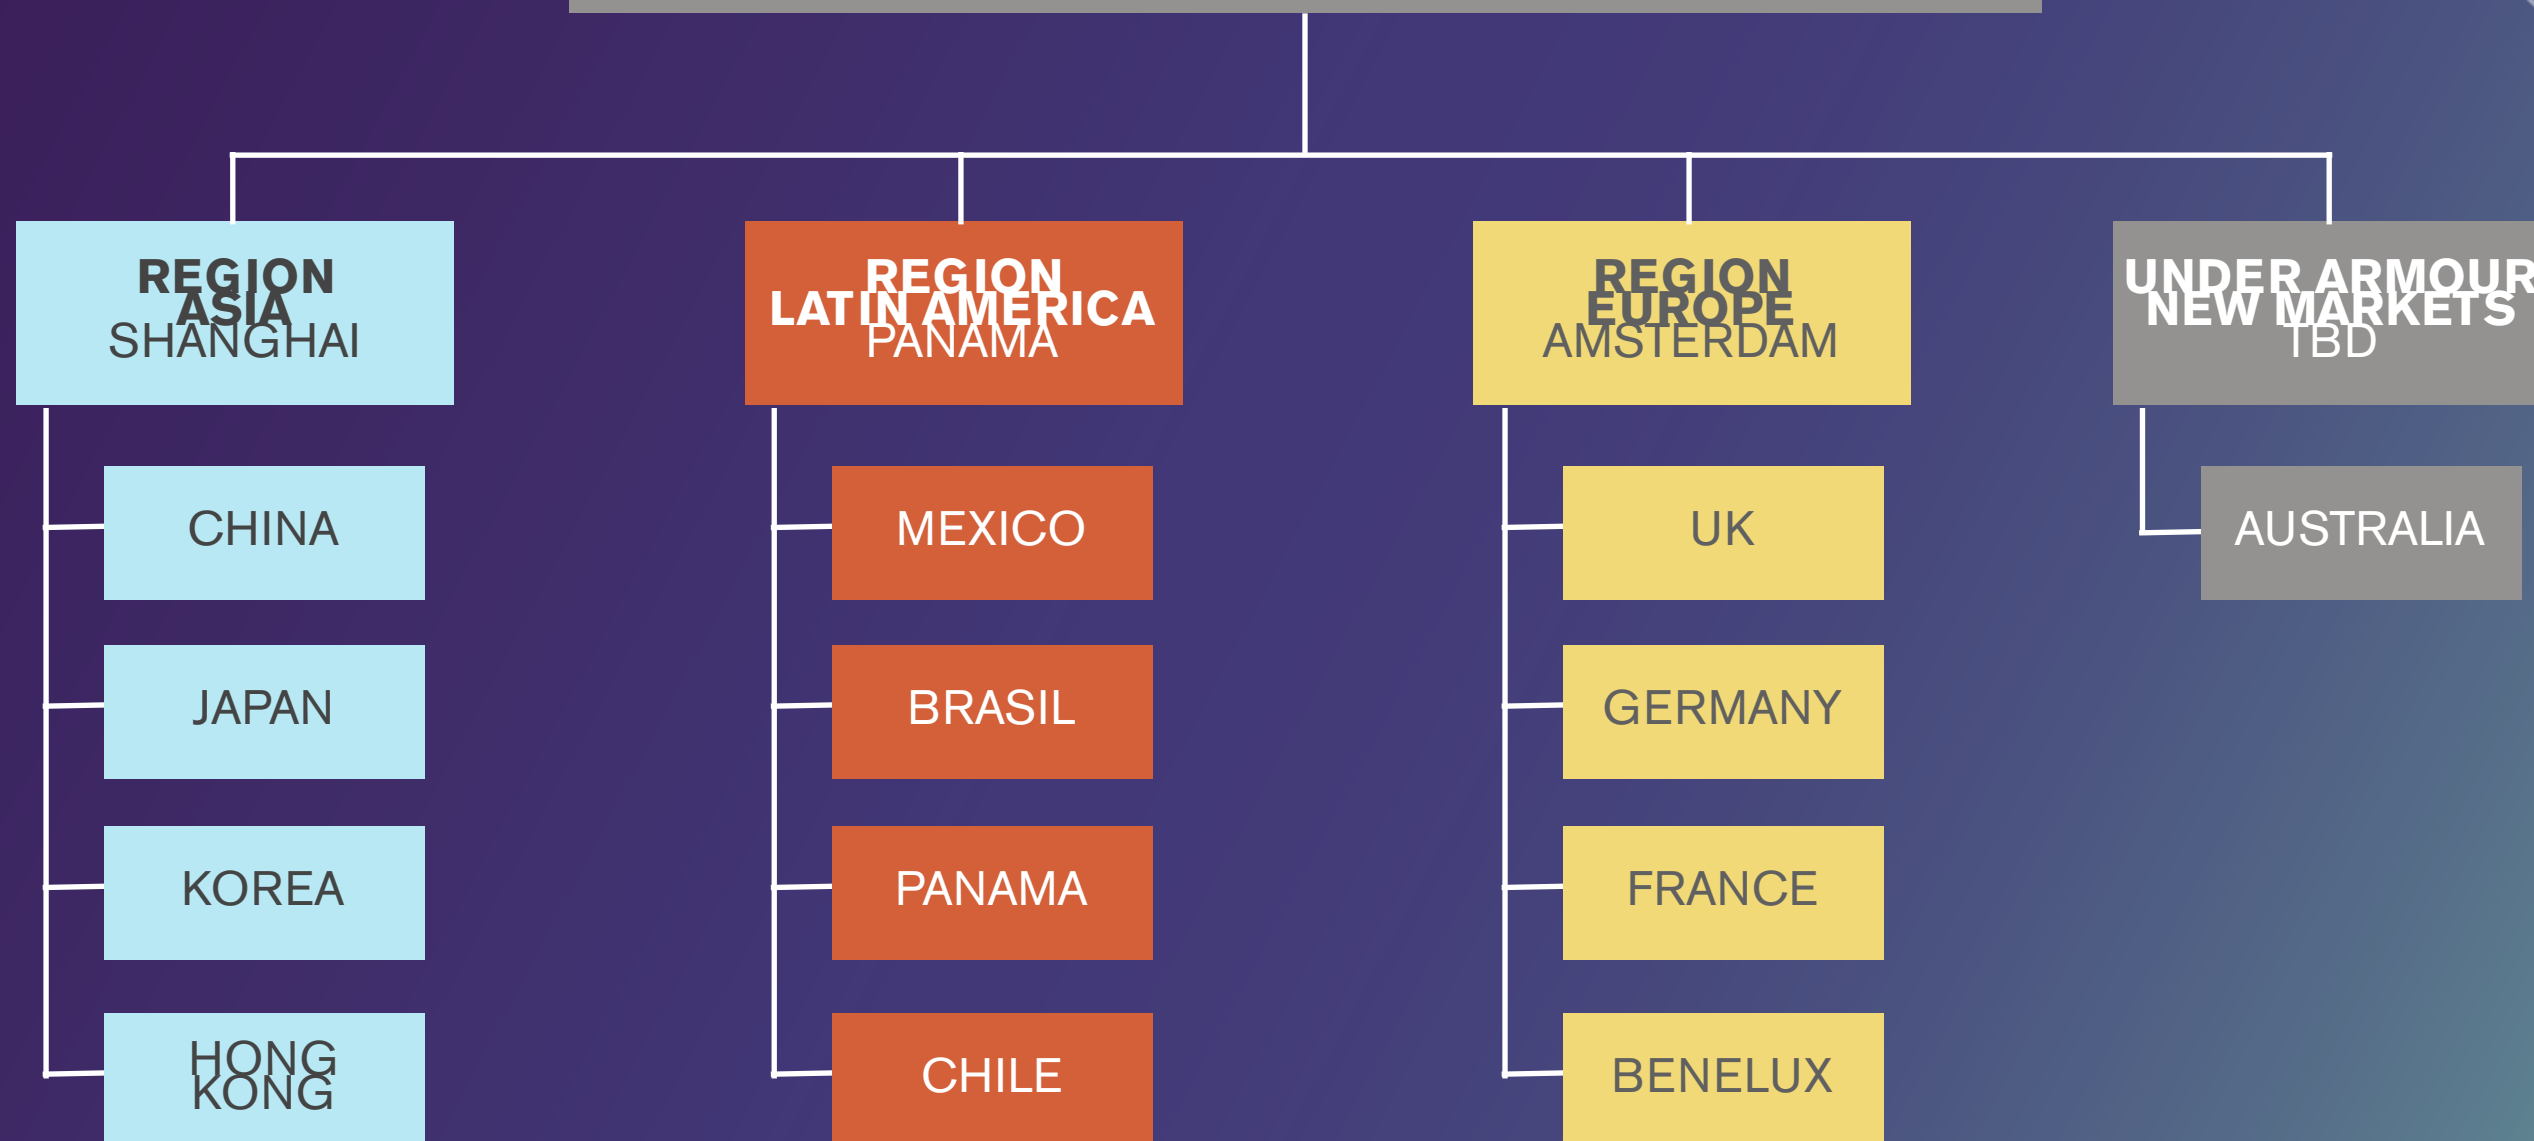 REGION
ASIA
SHANGHAI
REGION
LATIN AMERICA
PANAMA
REGION
EUROPE
AMSTERDAM
UNDER ARMOUR
NEW MARKETS
TBD
CHINA
MEXICO
UK
AUSTRALIA
JAPAN
BRASIL
GERMANY
KOREA
PANAMA
FRANCE
HONG
KONG
CHILE
BENELUX